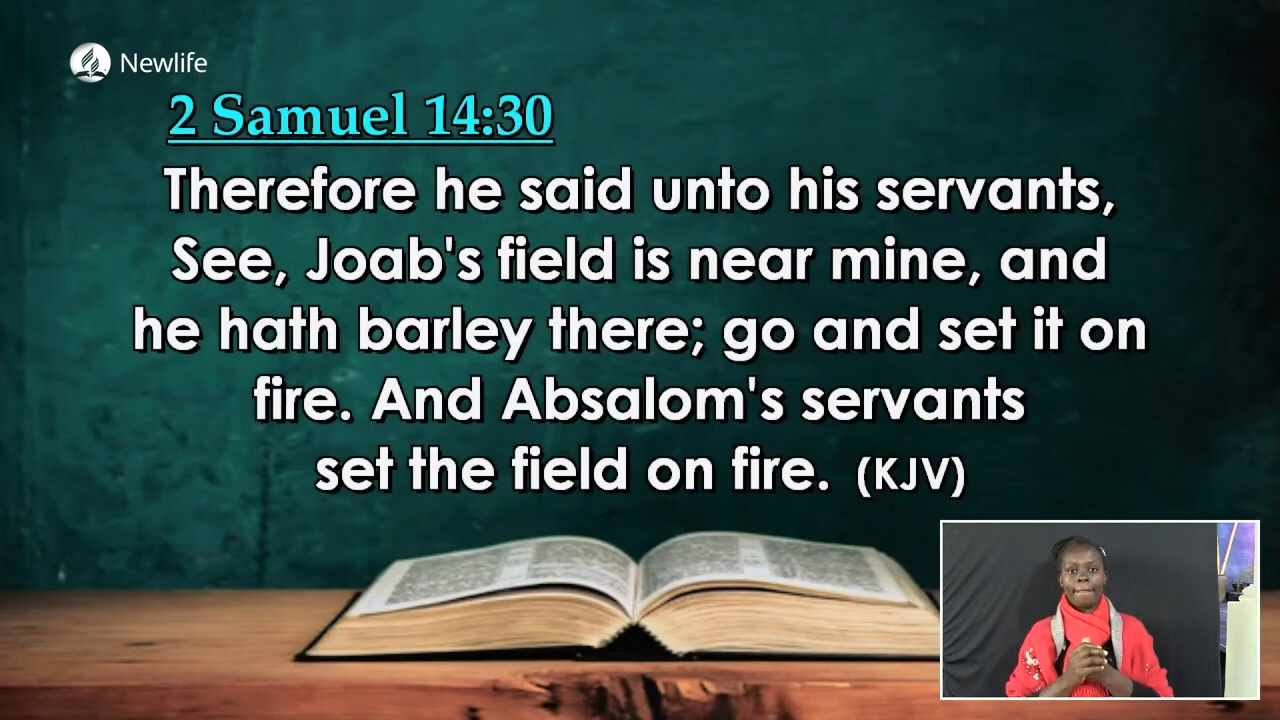 Newlife
2 Samuel 14:30
Therefore he said unto his servants,
See, Joab's field is near mine, and
he hath barley there; go and set it on
fire. And Absalom's servants
set the field on fire. (KJV)